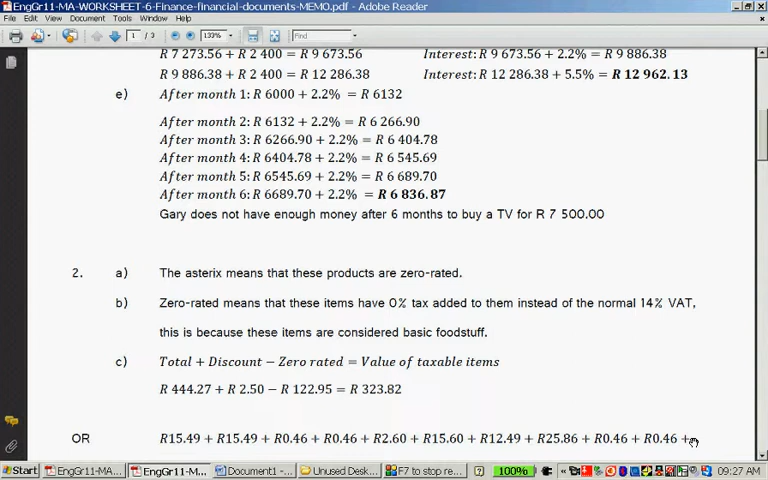 EngGr11-MA-WORKSHEET-6-Finance-financial-documents-MEMO.pdf - Adobe Reader
File Edit View Document Tools Window Help
1 / 3 133% Find
R 7 273.56 + R 2 400 = R 9 673.56 Interest: R 9 673.56 + 2.2% = R 9 886.38
R 9 886.38 + R 2 400 = R 12 286.38 Interest: R 12 286.38 + 5.5% = R 12 962.13
e) After month 1: R 6000 + 2.2% = R 6132
After month 2: R 6132 + 2.2% = R 6 266.90
After month 3: R 6266.90 + 2.2% = R 6 404.78
After month 4: R 6404.78 + 2.2% = R 6 545.69
After month 5: R 6545.69 + 2.2% = R 6 689.70
After month 6: R 6689.70 + 2.2% = R 6 836.87
Gary does not have enough money after 6 months to buy a TV for R 7 500.00
2. a) The asterix means that these products are zero-rated.
b) Zero-rated means that these items have 0% tax added to them instead of the normal 14% VAT,
this is because these items are considered basic foodstuff.
c) Total + Discount − Zero rated = Value of taxable items
R 444.27 + R 2.50 − R 122.95 = R 323.82
OR R15.49 + R15.49 + R0.46 + R0.46 + R2.60 + R15.60 + R12.49 + R25.86 + R0.46 + R0.46 +
Start EngGr11-MA... EngGr11-M... Document1 -... Unused Desk... F7 to stop re... 100% « 09:27 AM